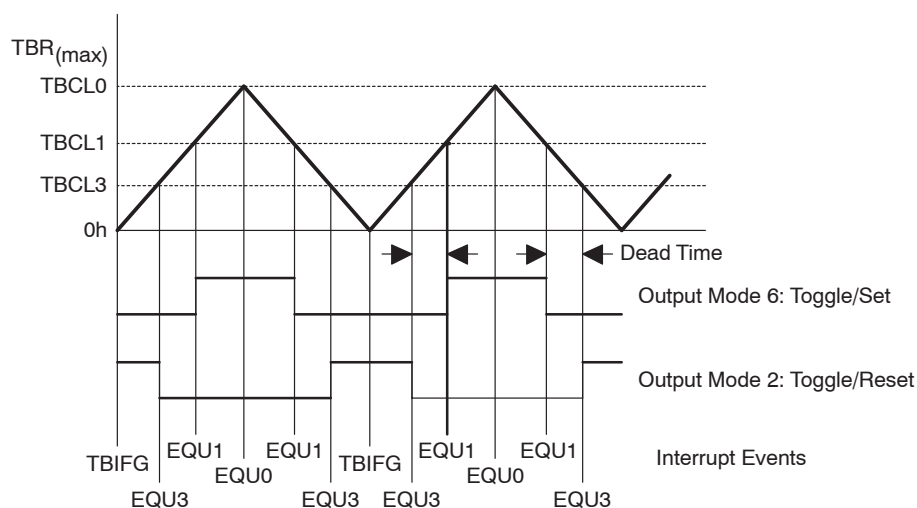 TBR(max)
TBCL0
TBCL1
TBCL3
0h
Dead Time
Output Mode 6: Toggle/Set
Output Mode 2: Toggle/Reset
TBIFG EQU1 EQU1 TBIFG EQU1 EQU1
EQU0 EQU0
EQU3 EQU3 EQU3 EQU3
Interrupt Events